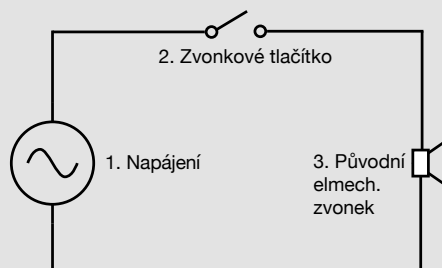 2. Zvonkové tlačítko
1. Napájení
3. Původní
elmech.
zvonek